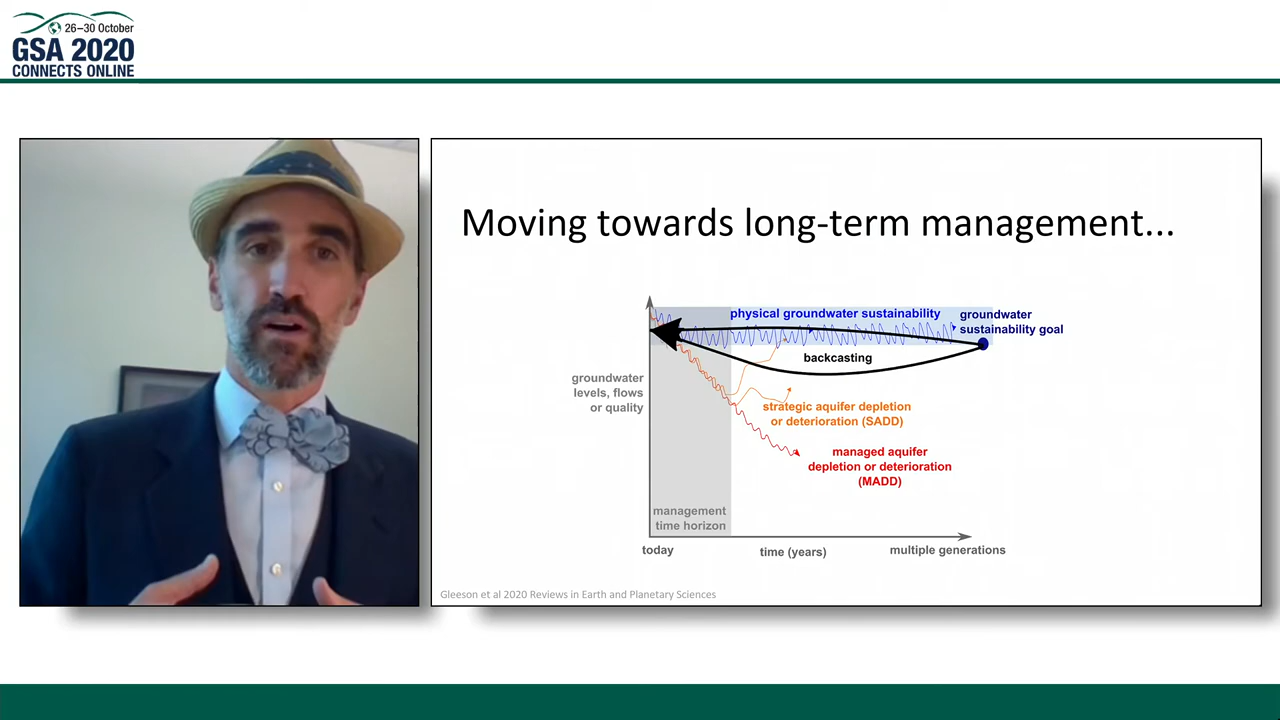 26–30 October
GSA 2020
CONNECTS ONLINE
Moving towards long-term management...
physical groundwater sustainability
groundwater
sustainability goal
backcasting
groundwater
levels, flows
or quality
strategic aquifer depletion
or deterioration (SADD)
managed aquifer
depletion or deterioration
(MADD)
management
time horizon
today
time (years)
multiple generations
Gleeson et al 2020 Reviews in Earth and Planetary Sciences